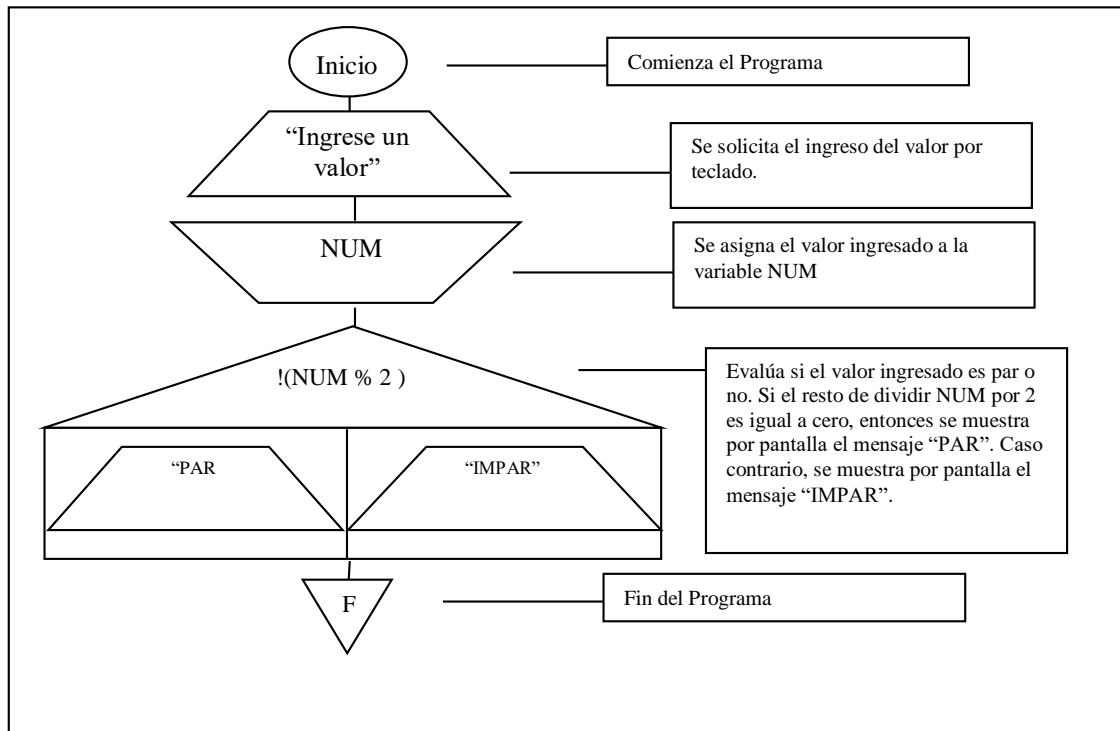 Inicio
Comienza el Programa
“Ingrese un
valor”
Se solicita el ingreso del valor por
teclado.
NUM
Se asigna el valor ingresado a la
variable NUM
!(NUM % 2 )
Evalúa si el valor ingresado es par o
no. Si el resto de dividir NUM por 2
es igual a cero, entonces se muestra
por pantalla el mensaje “PAR”. Caso
contrario, se muestra por pantalla el
mensaje “IMPAR”.
“PAR
“IMPAR”
F
Fin del Programa